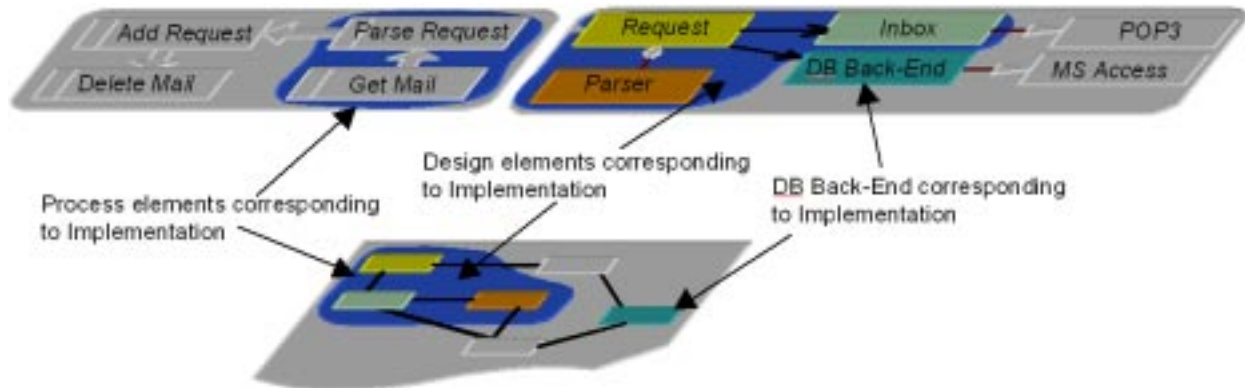 Add Request
Parse Request
Delete Mail
Get Mail
Request
Inbox
POP3
Parser
DB Back-End
MS Access
Process elements corresponding
to Implementation
Design elements corresponding
to Implementation
DB Back-End corresponding
to Implementation